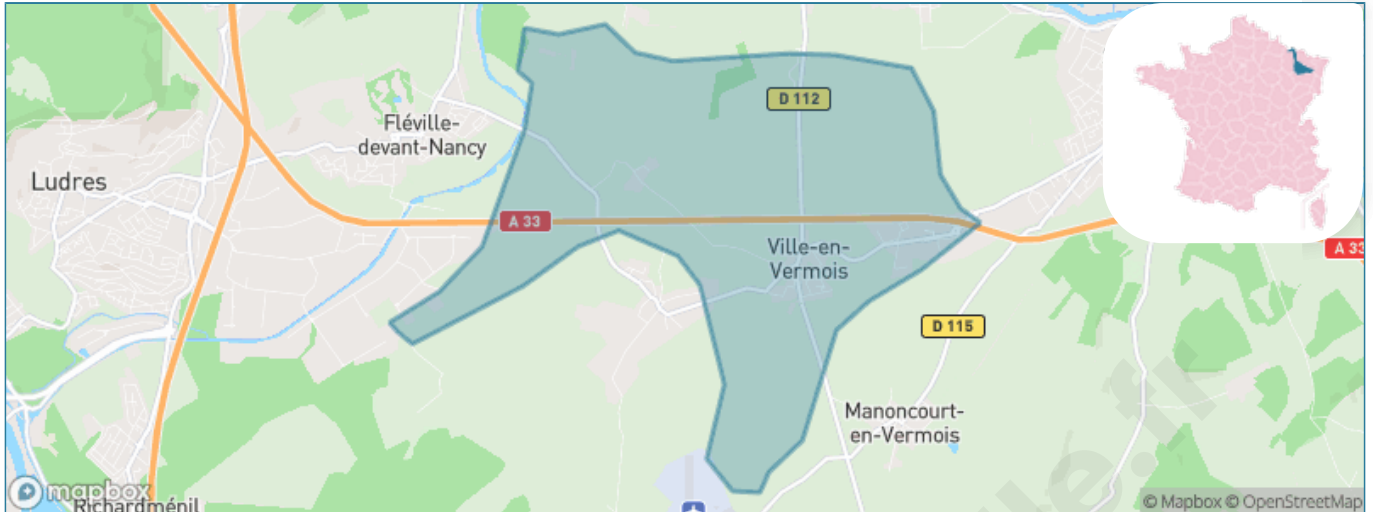 D 112
Fléville-
devant-Nancy
Ludres
A 33
Ville-en-
Vermois
A 33
D 115
Manoncourt-
en-Vermois
mapbox
Richardménil
© Mapbox © OpenStreetMap